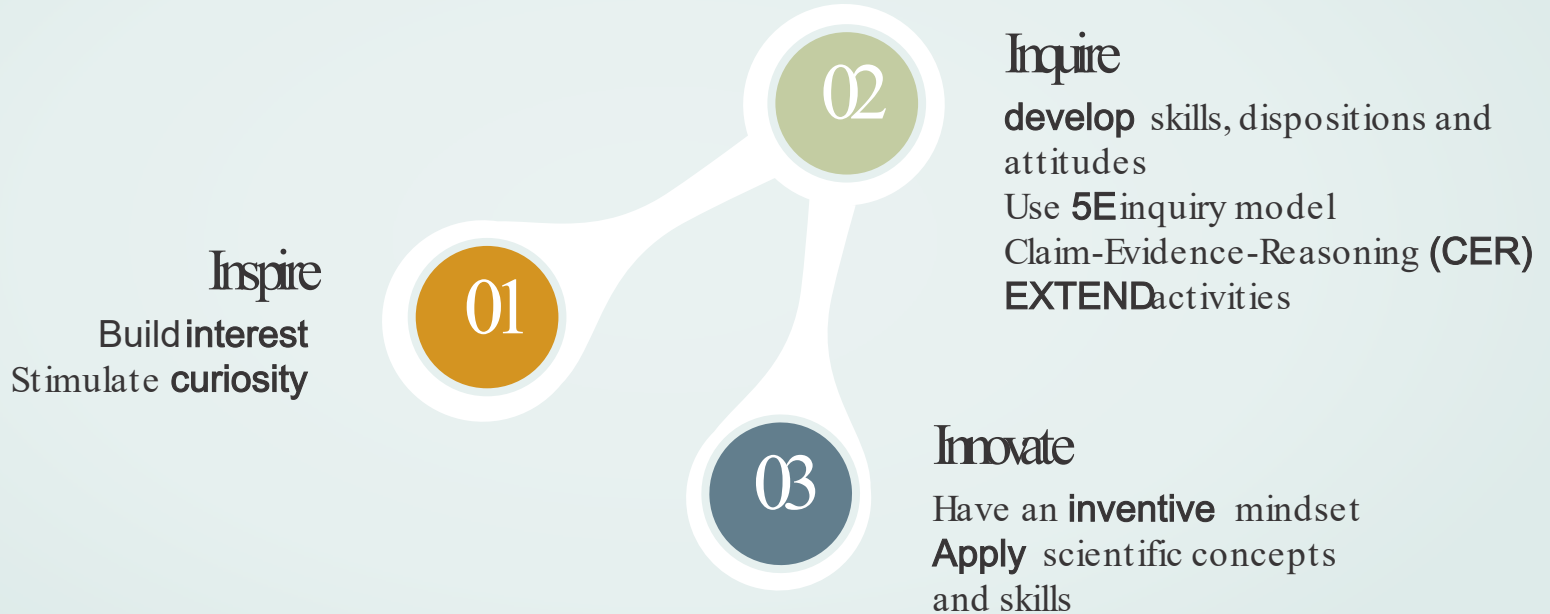 01
Inspire
Build interest
Stimulate curiosity
02
Inquire
develop skills, dispositions and
attitudes
Use 5E inquiry model
Claim-Evidence-Reasoning (CER)
EXTEND activities
03
Innovate
Have an inventive mindset
Apply scientific concepts
and skills